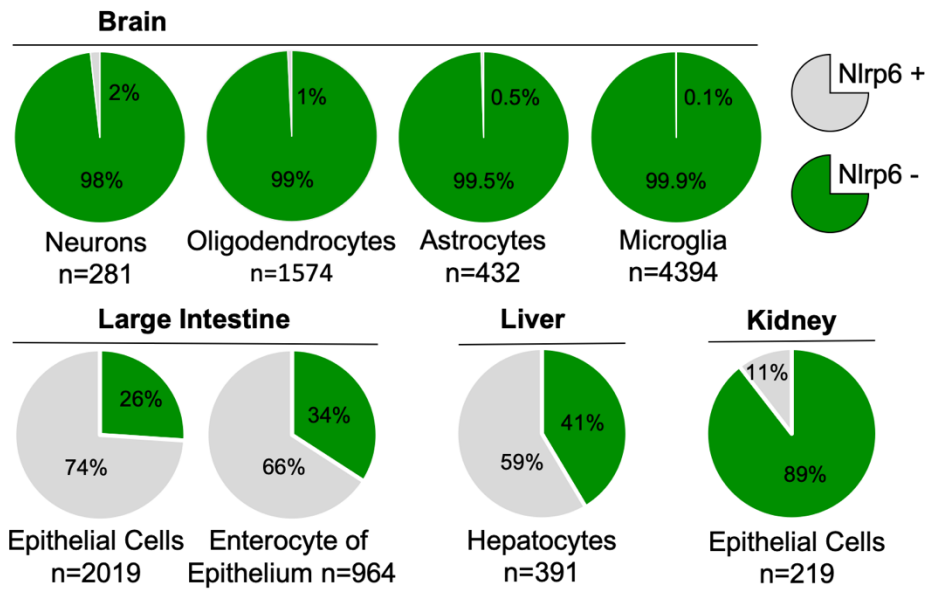 Brain
2%
98%
Neurons
n=281
1%
99%
Oligodendrocytes
n=1574
0.5%
99.5%
Astrocytes
n=432
0.1%
99.9%
Microglia
n=4394
Nlrp6 +
Nlrp6 -
Large Intestine
26%
74%
Epithelial Cells
n=2019
34%
66%
Enterocyte of
Epithelium n=964
Liver
41%
59%
Hepatocytes
n=391
Kidney
11%
89%
Epithelial Cells
n=219